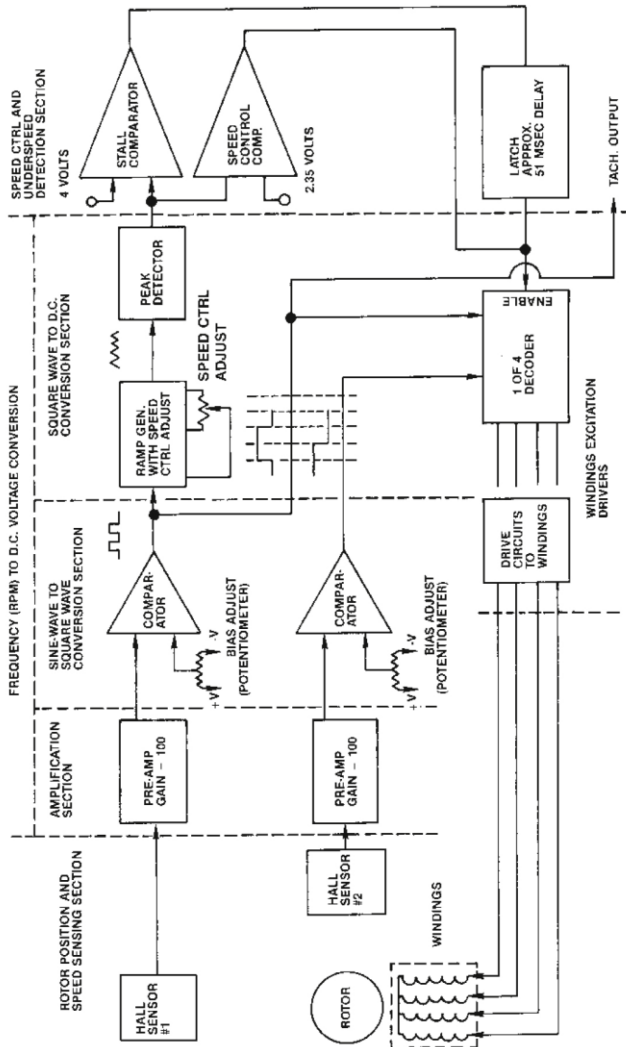 FREQUENCY (RPM) TO D.C. VOLTAGE CONVERSION
ROTOR POSITION AND
SPEED SENSING SECTION
AMPLIFICATION
SECTION
SINE-WAVE TO
SQUARE WAVE
CONVERSION SECTION
SQUARE WAVE TO D.C.
CONVERSION SECTION
SPEED CTRL AND
UNDERSPEED
DETECTION SECTION
4 VOLTS
HALL
SENSOR
#1
PRE-AMP
GAIN – 100
COMPAR-
ATOR
+V
-V
BIAS ADJUST
(POTENTIOMETER)
RAMP GEN.
WITH SPEED
CTRL ADJUST
SPEED CTRL
ADJUST
PEAK
DETECTOR
STALL
COMPARATOR
SPEED
CONTROL
COMP.
2.35 VOLTS
HALL
SENSOR
#2
PRE-AMP
GAIN – 100
COMPAR-
ATOR
+V
-V
BIAS ADJUST
(POTENTIOMETER)
ROTOR
WINDINGS
DRIVE
CIRCUITS
TO
WINDINGS
1 OF 4
DECODER
ENABLE
LATCH
APPROX.
51 MSEC DELAY
TACH. OUTPUT
WINDINGS EXCITATION
DRIVERS